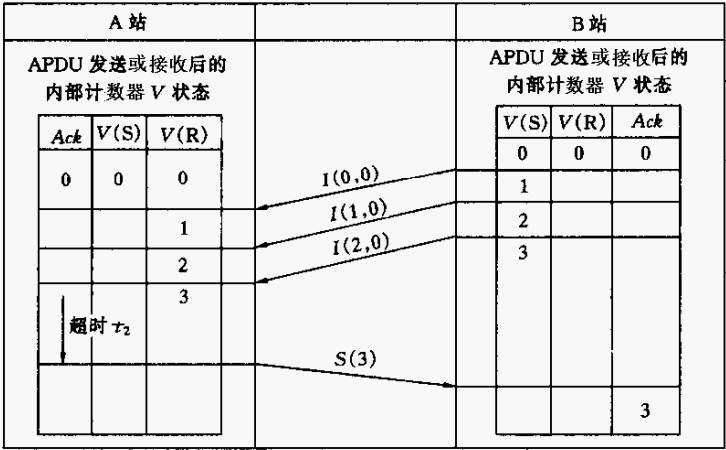 A 站
B 站
APDU 发送或接收后的
内部计数器 V 状态
APDU 发送或接收后的
内部计数器 V 状态
Ack V(S) V(R)
V(S) V(R) Ack
0 0 0
0 0 0
I(0,0)
1
1
I(1,0)
2
2
I(2,0)
3
3
超时 t₂
S(3)
3